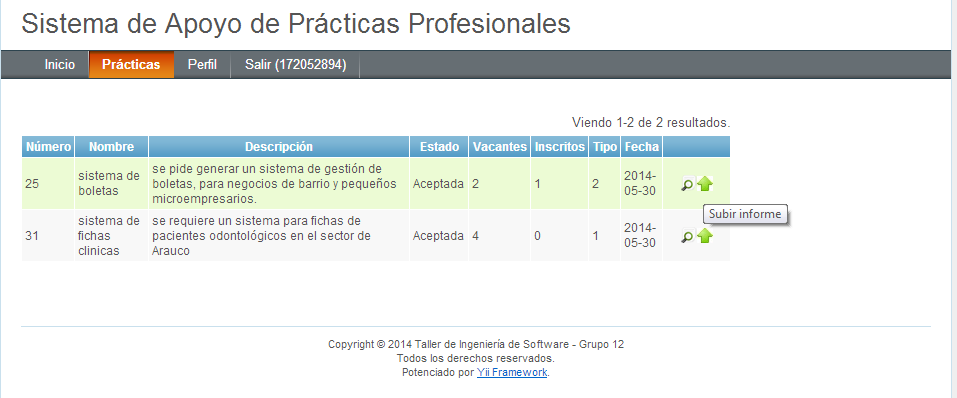 Sistema de Apoyo de Prácticas Profesionales
Inicio Prácticas Perfil Salir (172052894)
Viendo 1-2 de 2 resultados.
Número Nombre Descripción Estado Vacantes Inscritos Tipo Fecha
25 sistema de boletas se pide generar un sistema de gestión de boletas, para negocios de barrio y pequeños microempresarios. Aceptada 2 1 2 2014-05-30
Subir informe
31 sistema de fichas clinicas se requiere un sistema para fichas de pacientes odontológicos en el sector de Arauco Aceptada 4 0 1 2014-05-30
Copyright © 2014 Taller de Ingeniería de Software - Grupo 12
Todos los derechos reservados.
Potenciado por Yii Framework.